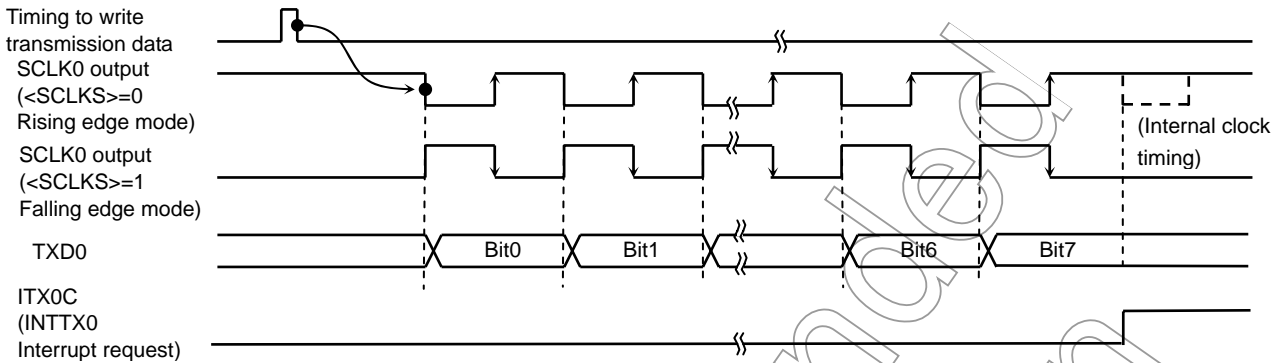 Timing to write
transmission data
SCLK0 output
(<SCLKS>=0
Rising edge mode)
(Internal clock
timing)
SCLK0 output
(<SCLKS>=1
Falling edge mode)
TXD0
Bit0
Bit1
Bit6
Bit7
ITX0C
(INTTX0
Interrupt request)